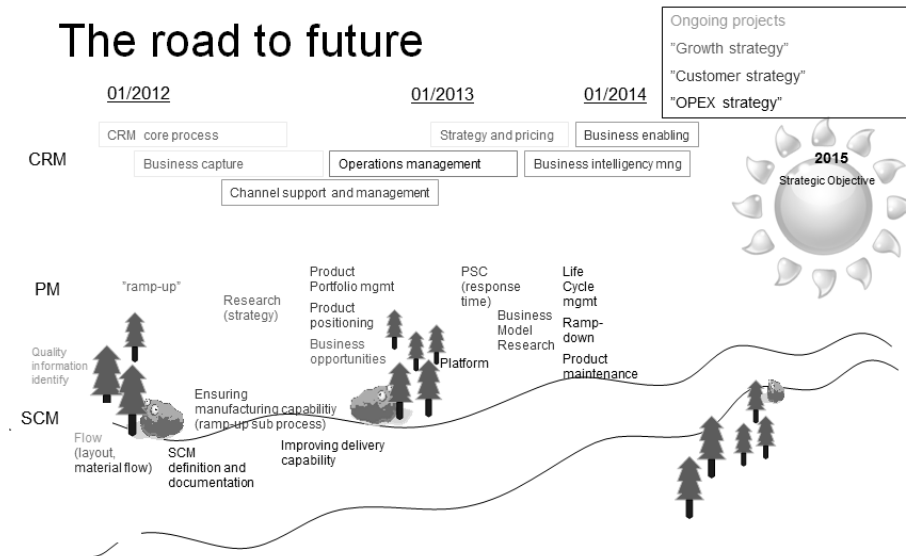 The road to future
Ongoing projects
"Growth strategy"
"Customer strategy"
"OPEX strategy"
01/2012
01/2013
01/2014
CRM
CRM core process
Strategy and pricing
Business enabling
Business capture
Operations management
Business intelligency mng
Channel support and management
2015
Strategic Objective
PM
"ramp-up"
Research
(strategy)
Product
Portfolio mgmt
Product
positioning
Business
opportunities
PSC
(response
time)
Business
Model
Research
Life
Cycle
mgmt
Ramp-
down
Product
maintenance
Platform
Quality
information
identify
SCM
Ensuring
manufacturing capabilitiy
(ramp-up sub process)
Flow
(layout,
material flow)
SCM
definition and
documentation
Improving delivery
capability